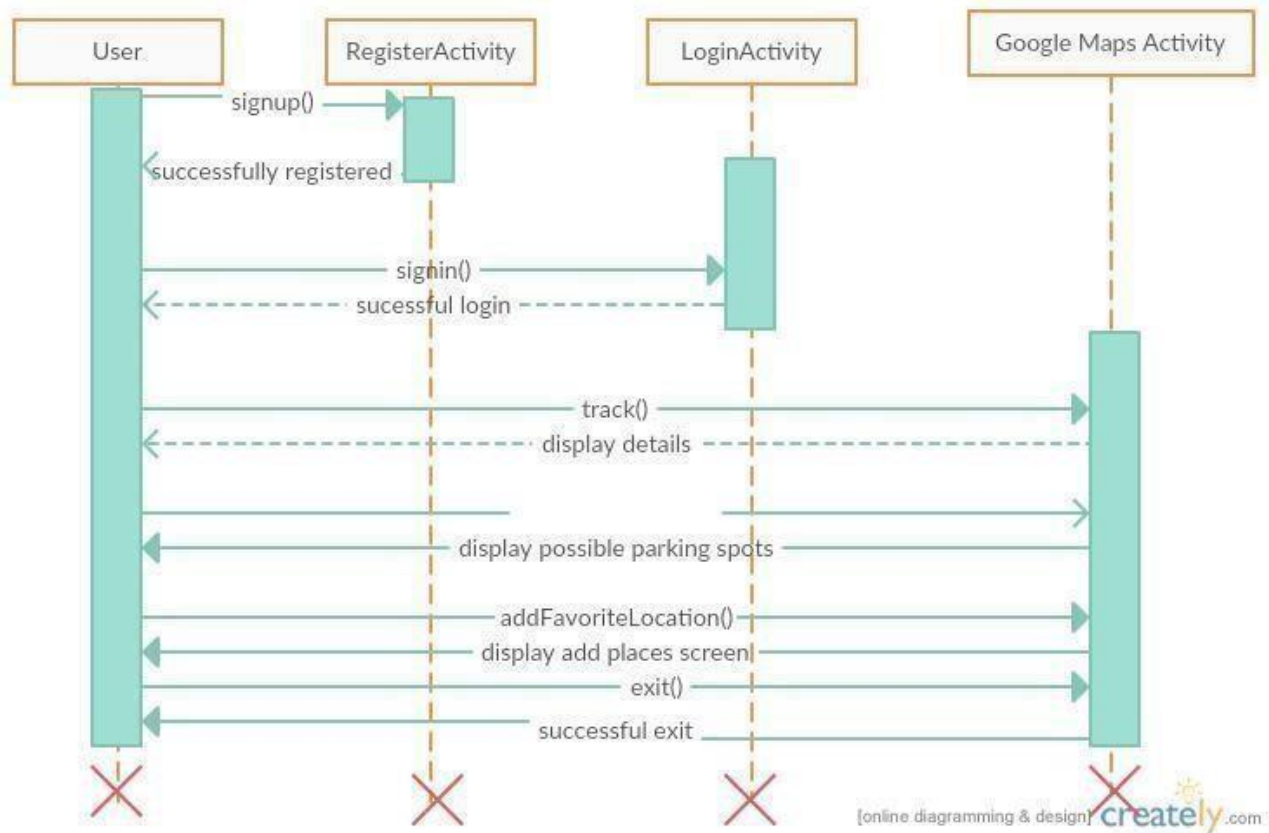 User
RegisterActivity
LoginActivity
Google Maps Activity
signup()
successfully registered
signin()
sucessful login
track()
display details
display possible parking spots
addFavoriteLocation()
display add places screen
exit()
successful exit
[online diagramming & design] creately.com